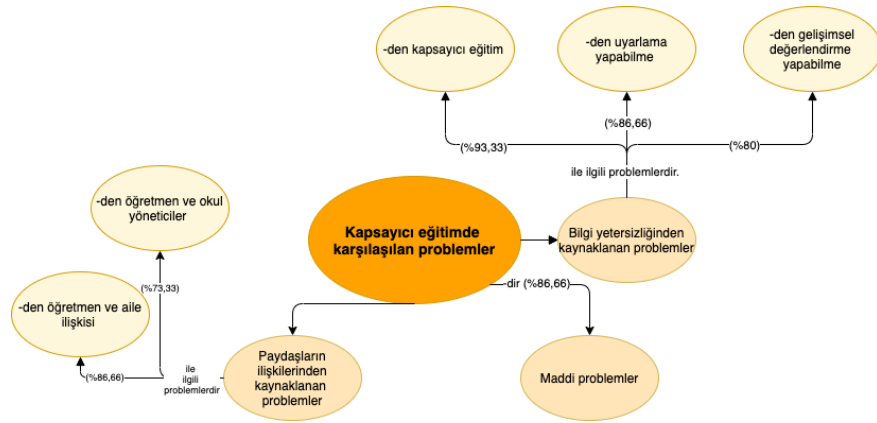 -den kapsayıcı eğitim
-den uyarlama
yapabilme
-den gelişimsel
değerlendirme
yapabilme
(%93,33)
(%86,66)
(%80)
ile ilgili problemlerdir.
-den öğretmen ve okul
yöneticiler
Kapsayıcı eğitimde
karşılaşılan problemler
Bilgi yetersizliğinden
kaynaklanan problemler
-den öğretmen ve aile
ilişkisi
(%73,33)
-dir (%86,66)
Paydaşların
ilişkilerinden
kaynaklanan
problemler
Maddi problemler
(%86,66)
ile
ilgili
problemlerdir